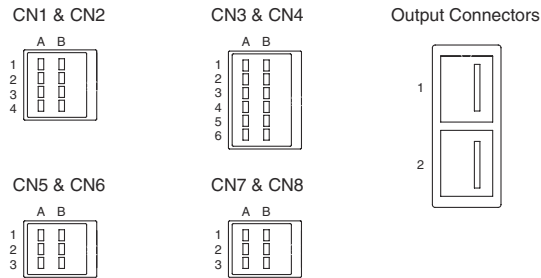 CN1 & CN2
A B
1
2
3
4
CN3 & CN4
A B
1
2
3
4
5
6
Output Connectors
1
2
CN5 & CN6
A B
1
2
3
CN7 & CN8
A B
1
2
3